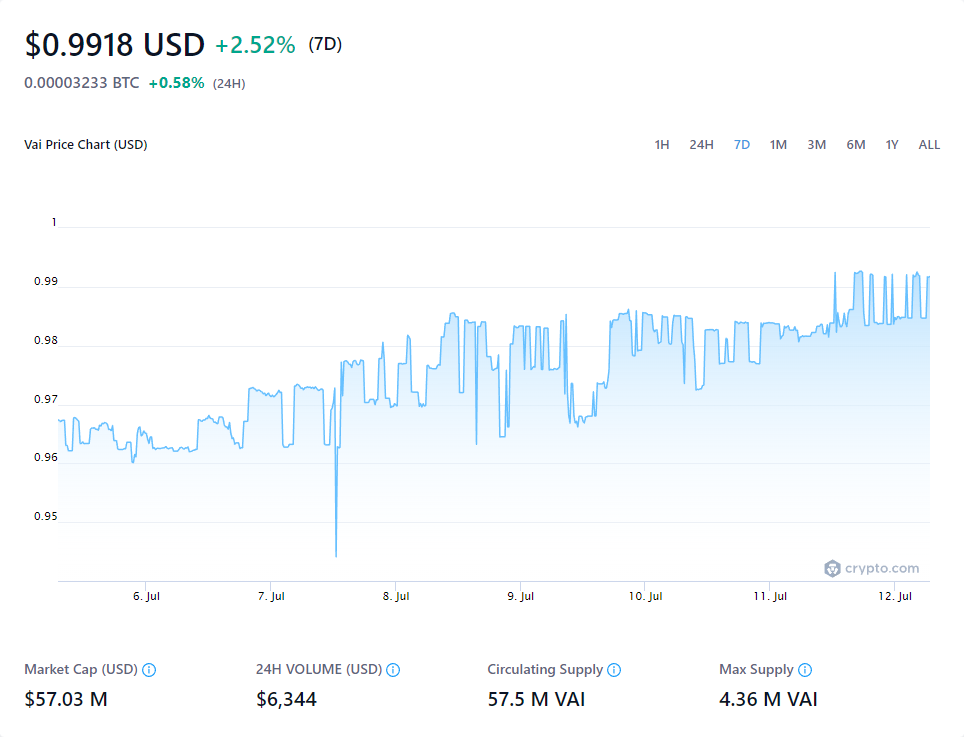 $0.9918 USD +2.52% (7D)
0.00003233 BTC +0.58% (24H)
Vai Price Chart (USD) 1H 24H 7D 1M 3M 6M 1Y ALL
1
0.99
0.98
0.97
0.96
0.95
crypto.com
6. Jul 7. Jul 8. Jul 9. Jul 10. Jul 11. Jul 12. Jul
Market Cap (USD) 24H VOLUME (USD) Circulating Supply Max Supply
$57.03 M $6,344 57.5 M VAI 4.36 M VAI